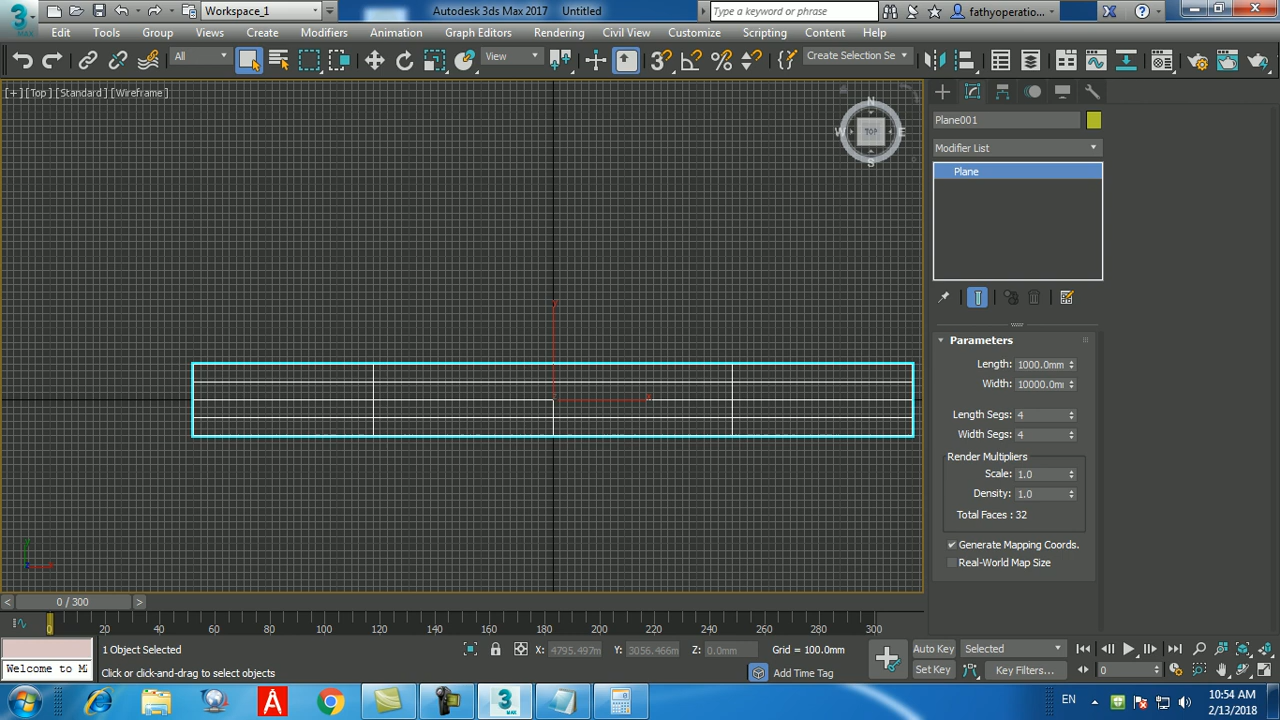 3
MAX
Workspace_1
Autodesk 3ds Max 2017
Untitled
Type a keyword or phrase
fathyoperatio...
Edit
Tools
Group
Views
Create
Modifiers
Animation
Graph Editors
Rendering
Civil View
Customize
Scripting
Content
Help
All
View
3
%
Create Selection Se
[+] [Top] [Standard] [Wireframe]
N
W
TOP
E
S
Plane001
Modifier List
Plane
y
x
Parameters
Length: 1000.0mm
Width: 10000.0m
Length Segs: 4
Width Segs: 4
Render Multipliers
Scale: 1.0
Density: 1.0
Total Faces : 32
Generate Mapping Coords.
Real-World Map Size
y
< 0 / 300 >
0 20 40 60 80 100 120 140 160 180 200 220 240 260 280 300
1 Object Selected
X: 4795.497m
Y: 3056.466m
Z: 0.0mm
Grid = 100.0mm
Auto Key
Selected
Welcome to M
Click or click-and-drag to select objects
Add Time Tag
Set Key
Key Filters...
0
3
MAX
EN
10:54 AM
2/13/2018